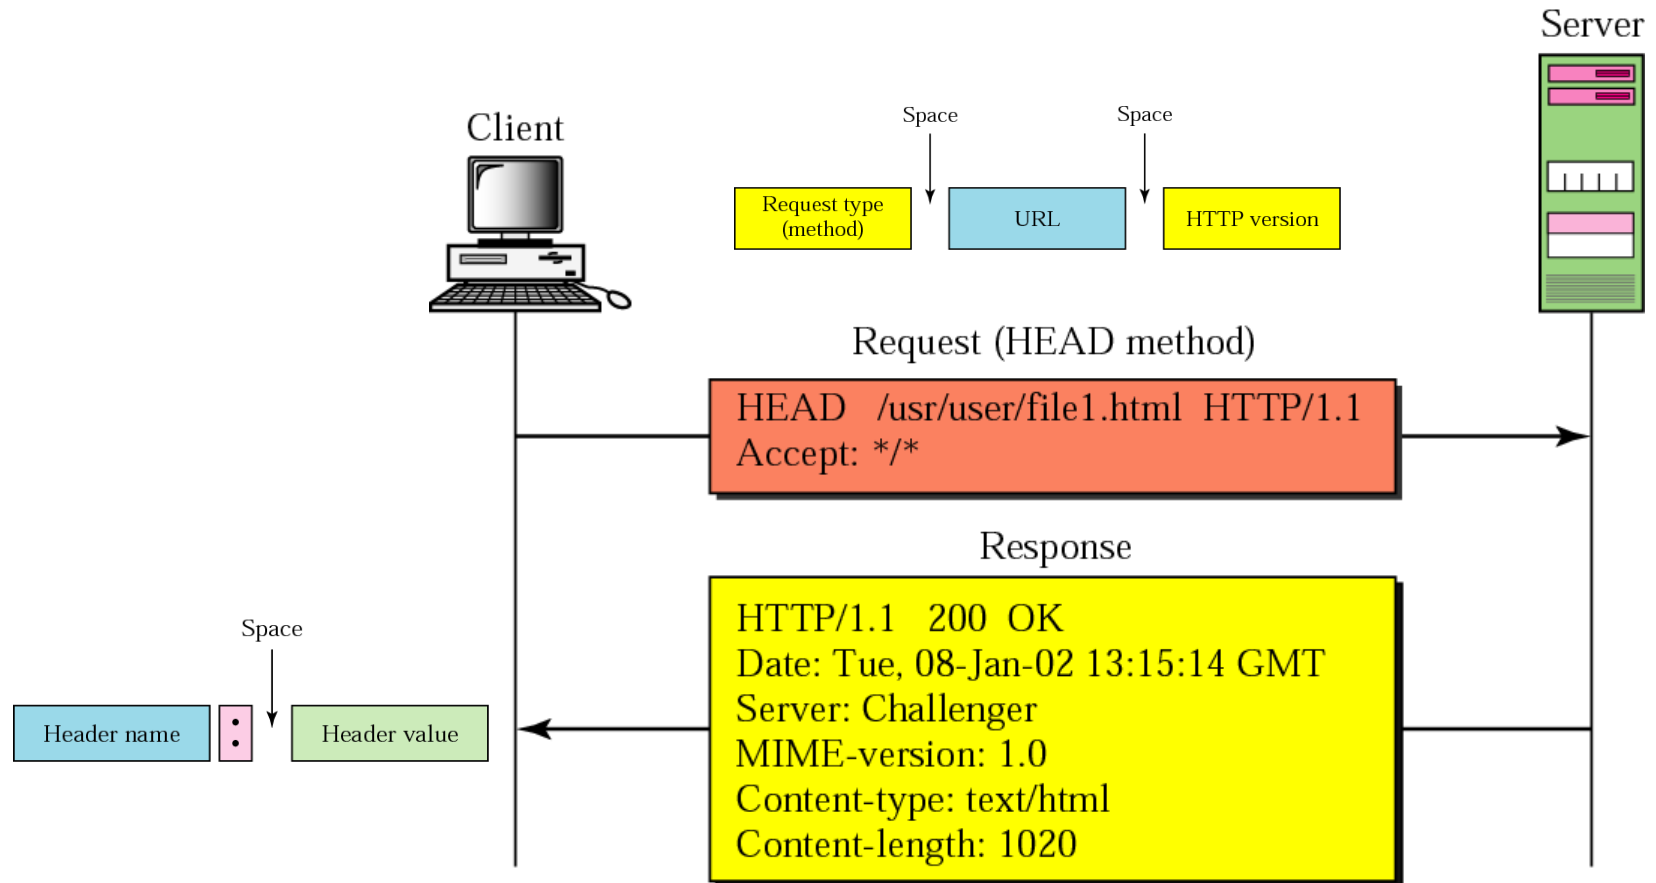 Server
Client
Space
Space
Request type
(method)
URL
HTTP version
Request (HEAD method)
HEAD /usr/user/file1.html HTTP/1.1
Accept: */*
Response
HTTP/1.1 200 OK
Date: Tue, 08-Jan-02 13:15:14 GMT
Server: Challenger
MIME-version: 1.0
Content-type: text/html
Content-length: 1020
Space
Header name
:
Header value